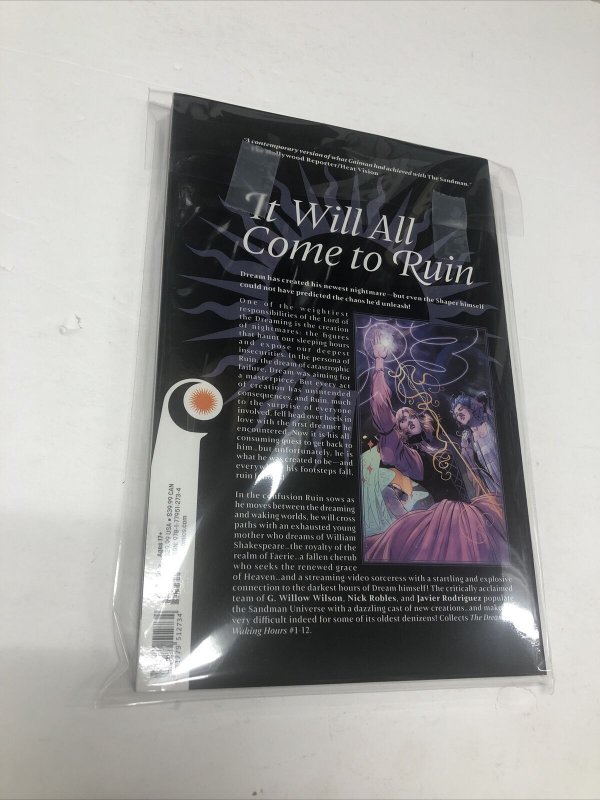 "A contemporary version of what Gaiman had achieved with The Sandman."
Hollywood Reporter/Heat Vision
It Will All
Come to Ruin
Dream has created his newest nightmare—but even the Shaper himself
could not have predicted the chaos he'd unleash!
One of the weightiest
responsibilities of the Lord of
the Dreaming is the creation
of nightmares: the figures
that haunt our sleeping hours
and expose our deepest
insecurities. In the persona of
Ruin, the dream of catastrophic
failure, Dream was aiming for
a masterpiece. But every act
of creation has unintended
consequences, and Ruin, much
to the surprise of everyone
involved, fell head over heels in
love with the first dreamer he
encountered. Now it is his all-
consuming quest to get back to
him...but unfortunately, he is
what he was created to be—and
his footsteps fall,
ruin
In the confusion Ruin sows as
he moves between the dreaming
and waking worlds, he will cross
paths with an exhausted young
mother who dreams of William
Shakespeare...the royalty of the
realm of Faerie...a fallen cherub
who seeks the renewed grace
of Heaven...and a streaming-video sorceress with a startling and explosive
connection to the darkest hours of Dream himself! The critically acclaimed
team of G. Willow Wilson, Nick Robles, and Javier Rodriguez populate
the Sandman Universe with a dazzling cast of new creations...and make
very difficult indeed for some of its oldest denizens! Collects The
Waking Hours #1-12.
Ages 17+
USA • $39.99 CAN
ISBN: 978-1-77951-273-4